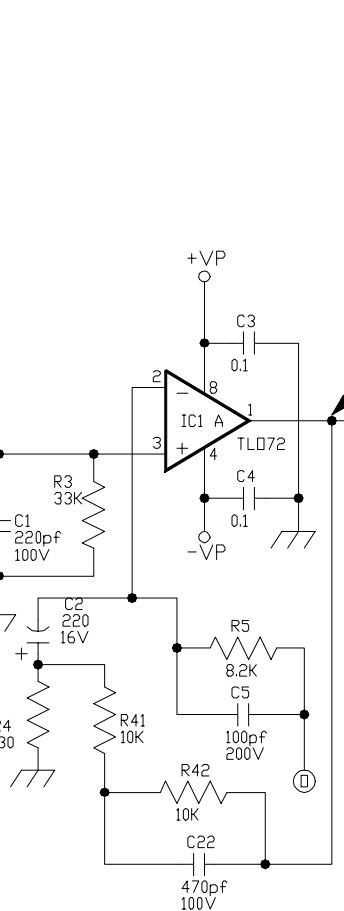 +VP
C3
0.1
2
8
−
IC1 A
1
TL072
3
+
4
R3
33K
C4
0.1
C1
220pf
100V
-VP
C2
220
16V
+
R5
8.2K
C5
100pf
200V
R41
10K
R42
10K
C22
470pf
100V